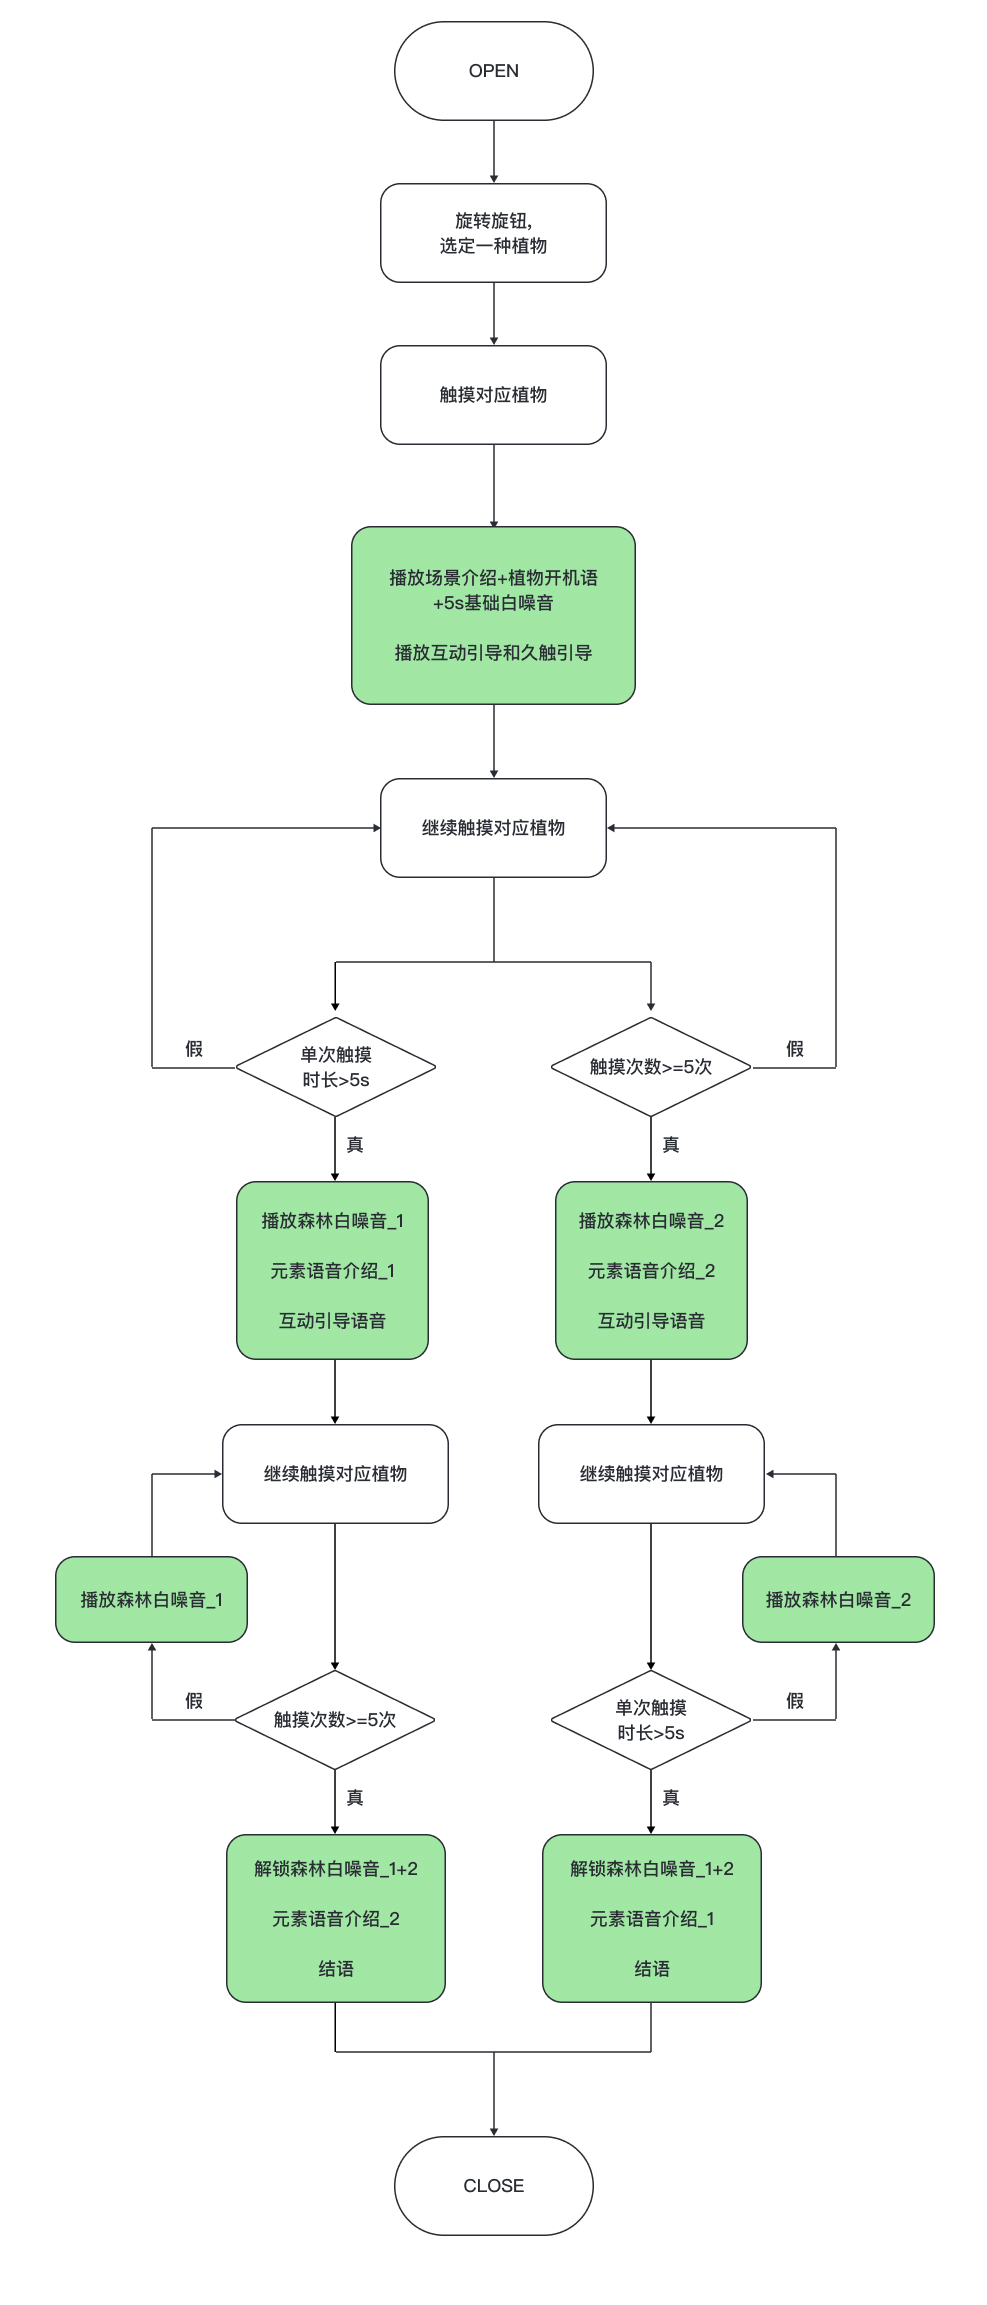 OPEN
旋转旋钮,
选定一种植物
触摸对应植物
播放场景介绍+植物开机语
+5s基础白噪音
播放互动引导和久触引导
继续触摸对应植物
假
单次触摸
时长>5s
触摸次数>=5次
假
真
真
播放森林白噪音_1
元素语音介绍_1
互动引导语音
播放森林白噪音_2
元素语音介绍_2
互动引导语音
继续触摸对应植物
继续触摸对应植物
播放森林白噪音_1
播放森林白噪音_2
假
触摸次数>=5次
单次触摸
时长>5s
假
真
真
解锁森林白噪音_1+2
元素语音介绍_2
结语
解锁森林白噪音_1+2
元素语音介绍_1
结语
CLOSE